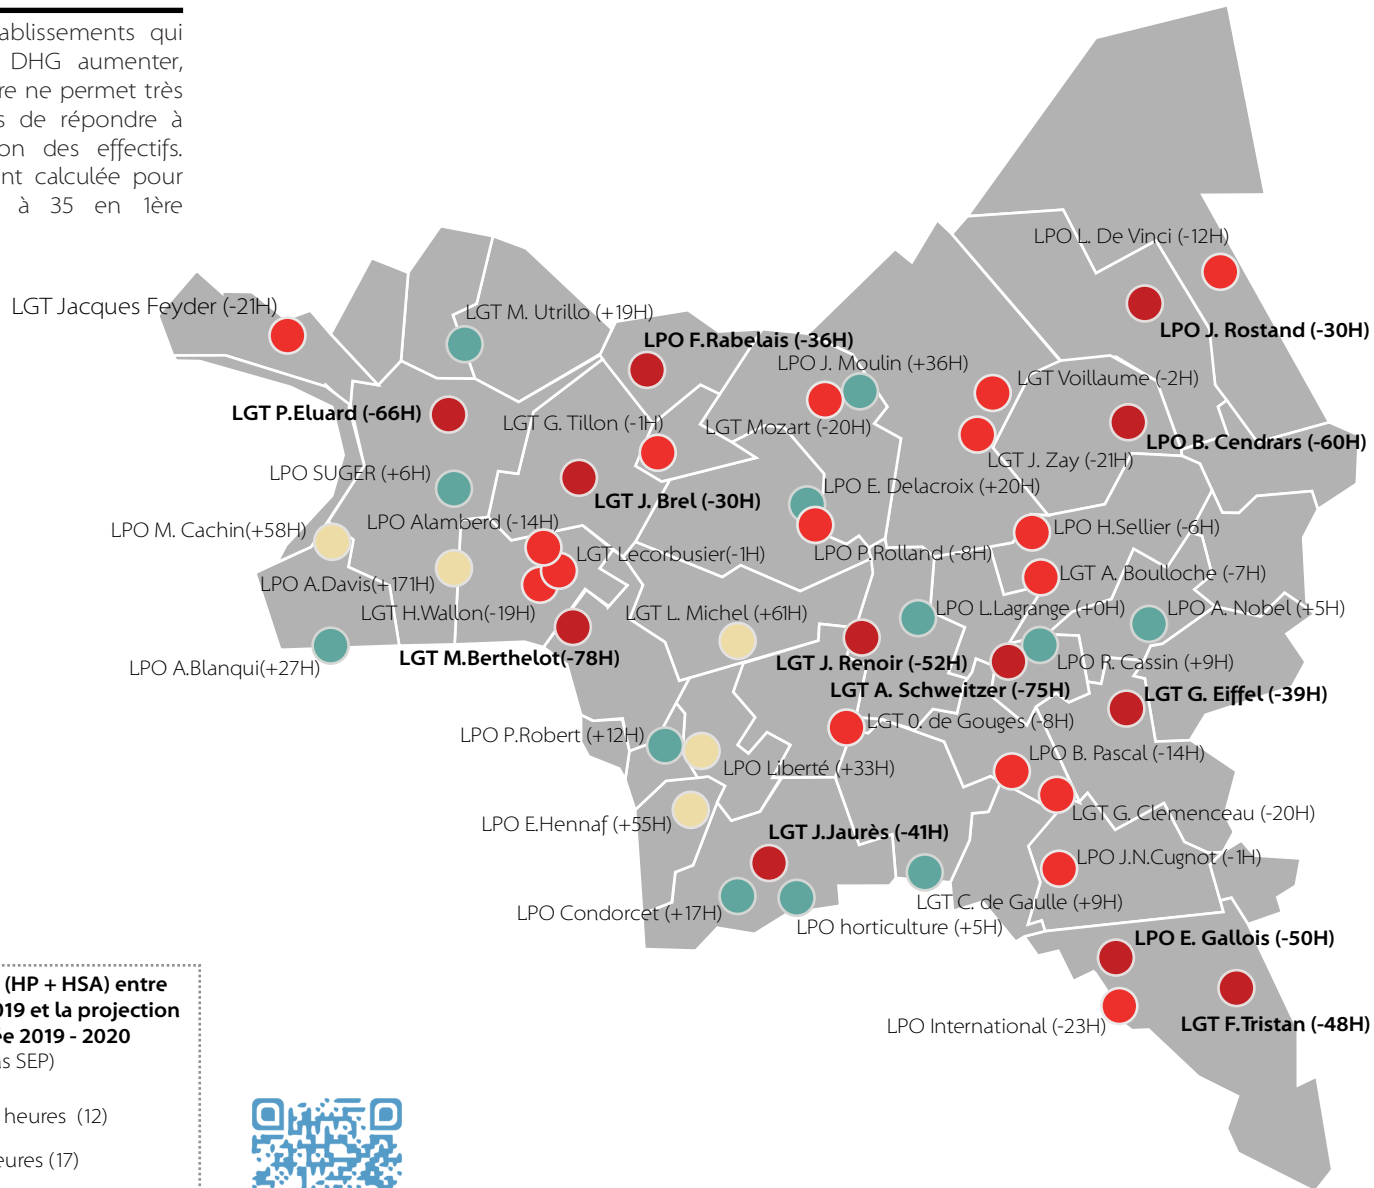 ablissements qui
DHG aumenter,
re ne permet très
s de répondre à
on des effectifs.
nt calculée pour
à 35 en 1ère
LPO L. De Vinci (-12H)
LGT Jacques Feyder (-21H)
LGT M. Utrillo (+19H)
LPO J. Rostand (-30H)
LPO F.Rabelais (-36H)
LPO J. Moulin (+36H)
LGT Voillaume (-2H)
LGT P.Eluard (-66H)
LGT G. Tillon (-1H)
LGT Mozart (-20H)
LPO B. Cendrars (-60H)
LGT J. Zay (-21H)
LPO SUGER (+6H)
LPO E. Delacroix (+20H)
LGT J. Brel (-30H)
LPO M. Cachin(+58H)
LPO Alamberd (-14H)
LPO H.Sellier (-6H)
LGT Lecorbusier(-1H)
LPO P.Rolland (-8H)
LGT A. Boulloche (-7H)
LPO A.Davis(+171H)
LGT H.Wallon(-19H)
LGT L. Michel (+61H)
LPO L.Lagrange (+0H)
LPO A. Nobel (+5H)
LGT M.Berthelot(-78H)
LPO A.Blanqui(+27H)
LGT J. Renoir (-52H)
LPO R. Cassin (+9H)
LGT A. Schweitzer (-75H)
LGT G. Eiffel (-39H)
LGT 0. de Gouges (-8H)
LPO P.Robert (+12H)
LPO B. Pascal (-14H)
LPO Liberté (+33H)
LGT G. Clemenceau (-20H)
LPO E.Hennaf (+55H)
LGT J.Jaurès (-41H)
LPO J.N.Cugnot (-1H)
LGT C. de Gaulle (+9H)
LPO Condorcet (+17H)
LPO horticulture (+5H)
LPO E. Gallois (-50H)
LPO International (-23H)
LGT F.Tristan (-48H)
(HP + HSA) entre
019 et la projection
ée 2019 - 2020
as SEP)
heures (12)
eures (17)